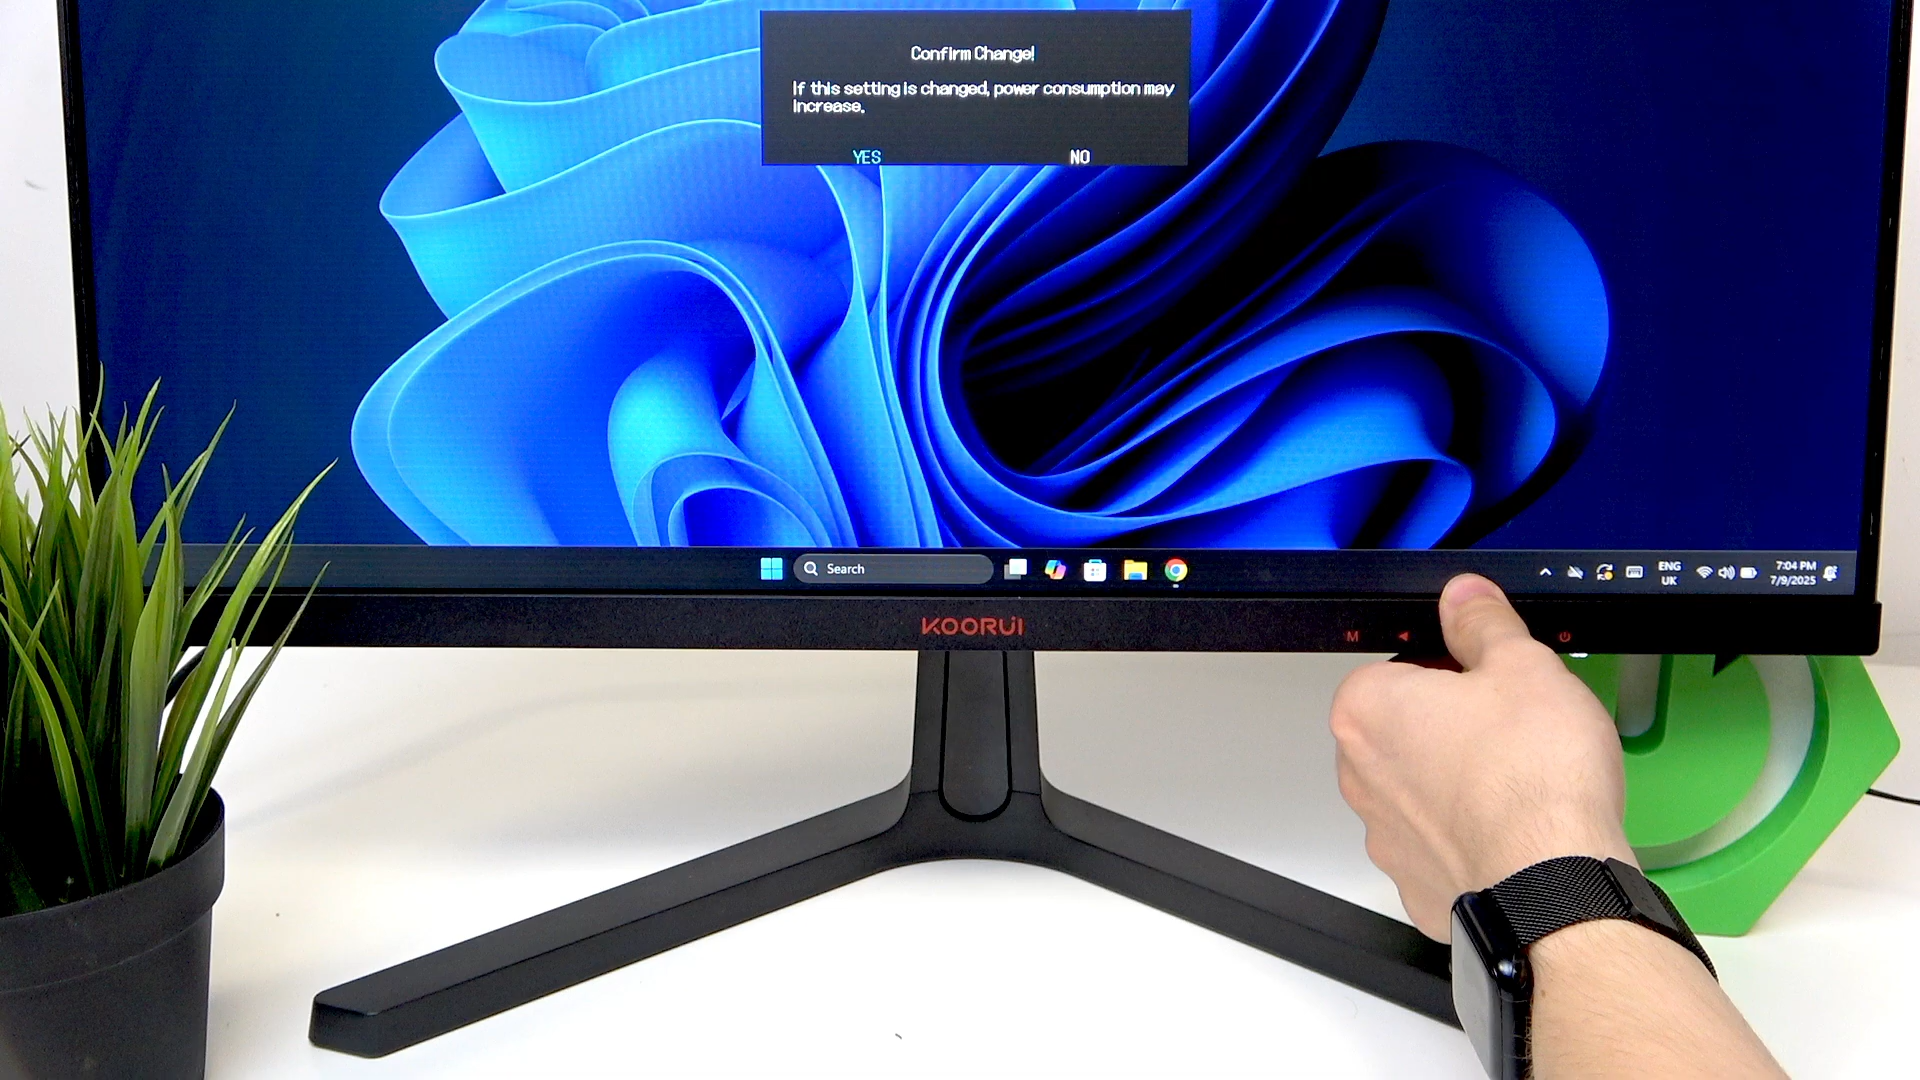 Confirm Change!
If this setting is changed, power consumption may
increase.
YES NO
Search
ENG
UK
7:04 PM
7/9/2025
KOORUI
M